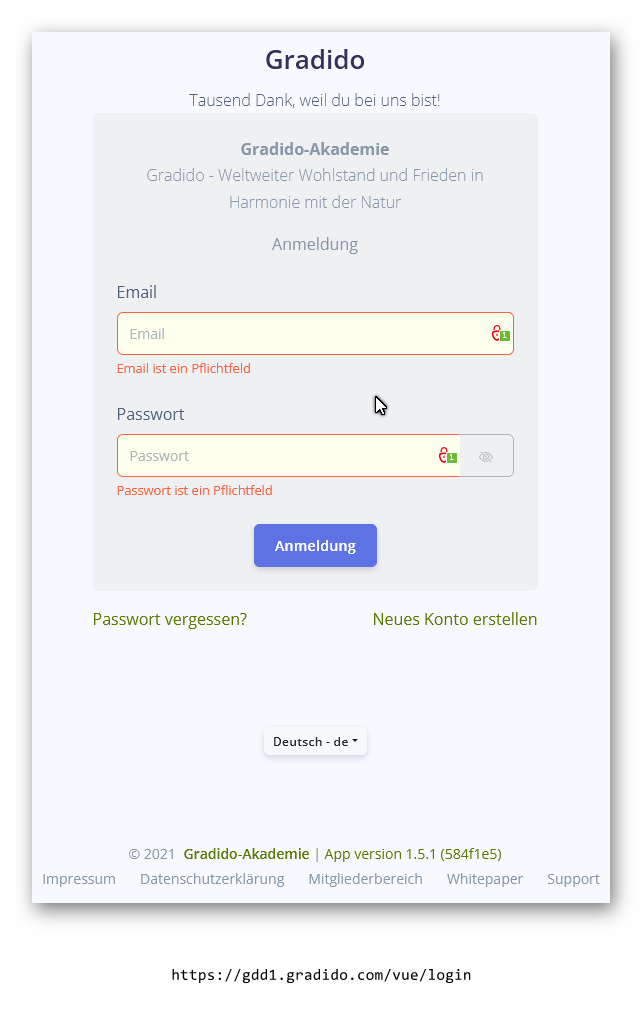 Gradido
Tausend Dank, weil du bei uns bist!
Gradido-Akademie
Gradido - Weltweiter Wohlstand und Frieden in
Harmonie mit der Natur
Anmeldung
Email
Email
1
Email ist ein Pflichtfeld
Passwort
Passwort
1
Passwort ist ein Pflichtfeld
Anmeldung
Passwort vergessen? Neues Konto erstellen
Deutsch - de
© 2021 Gradido-Akademie | App version 1.5.1 (584f1e5)
Impressum Datenschutzerklärung Mitgliederbereich Whitepaper Support
https://gdd1.gradido.com/vue/login